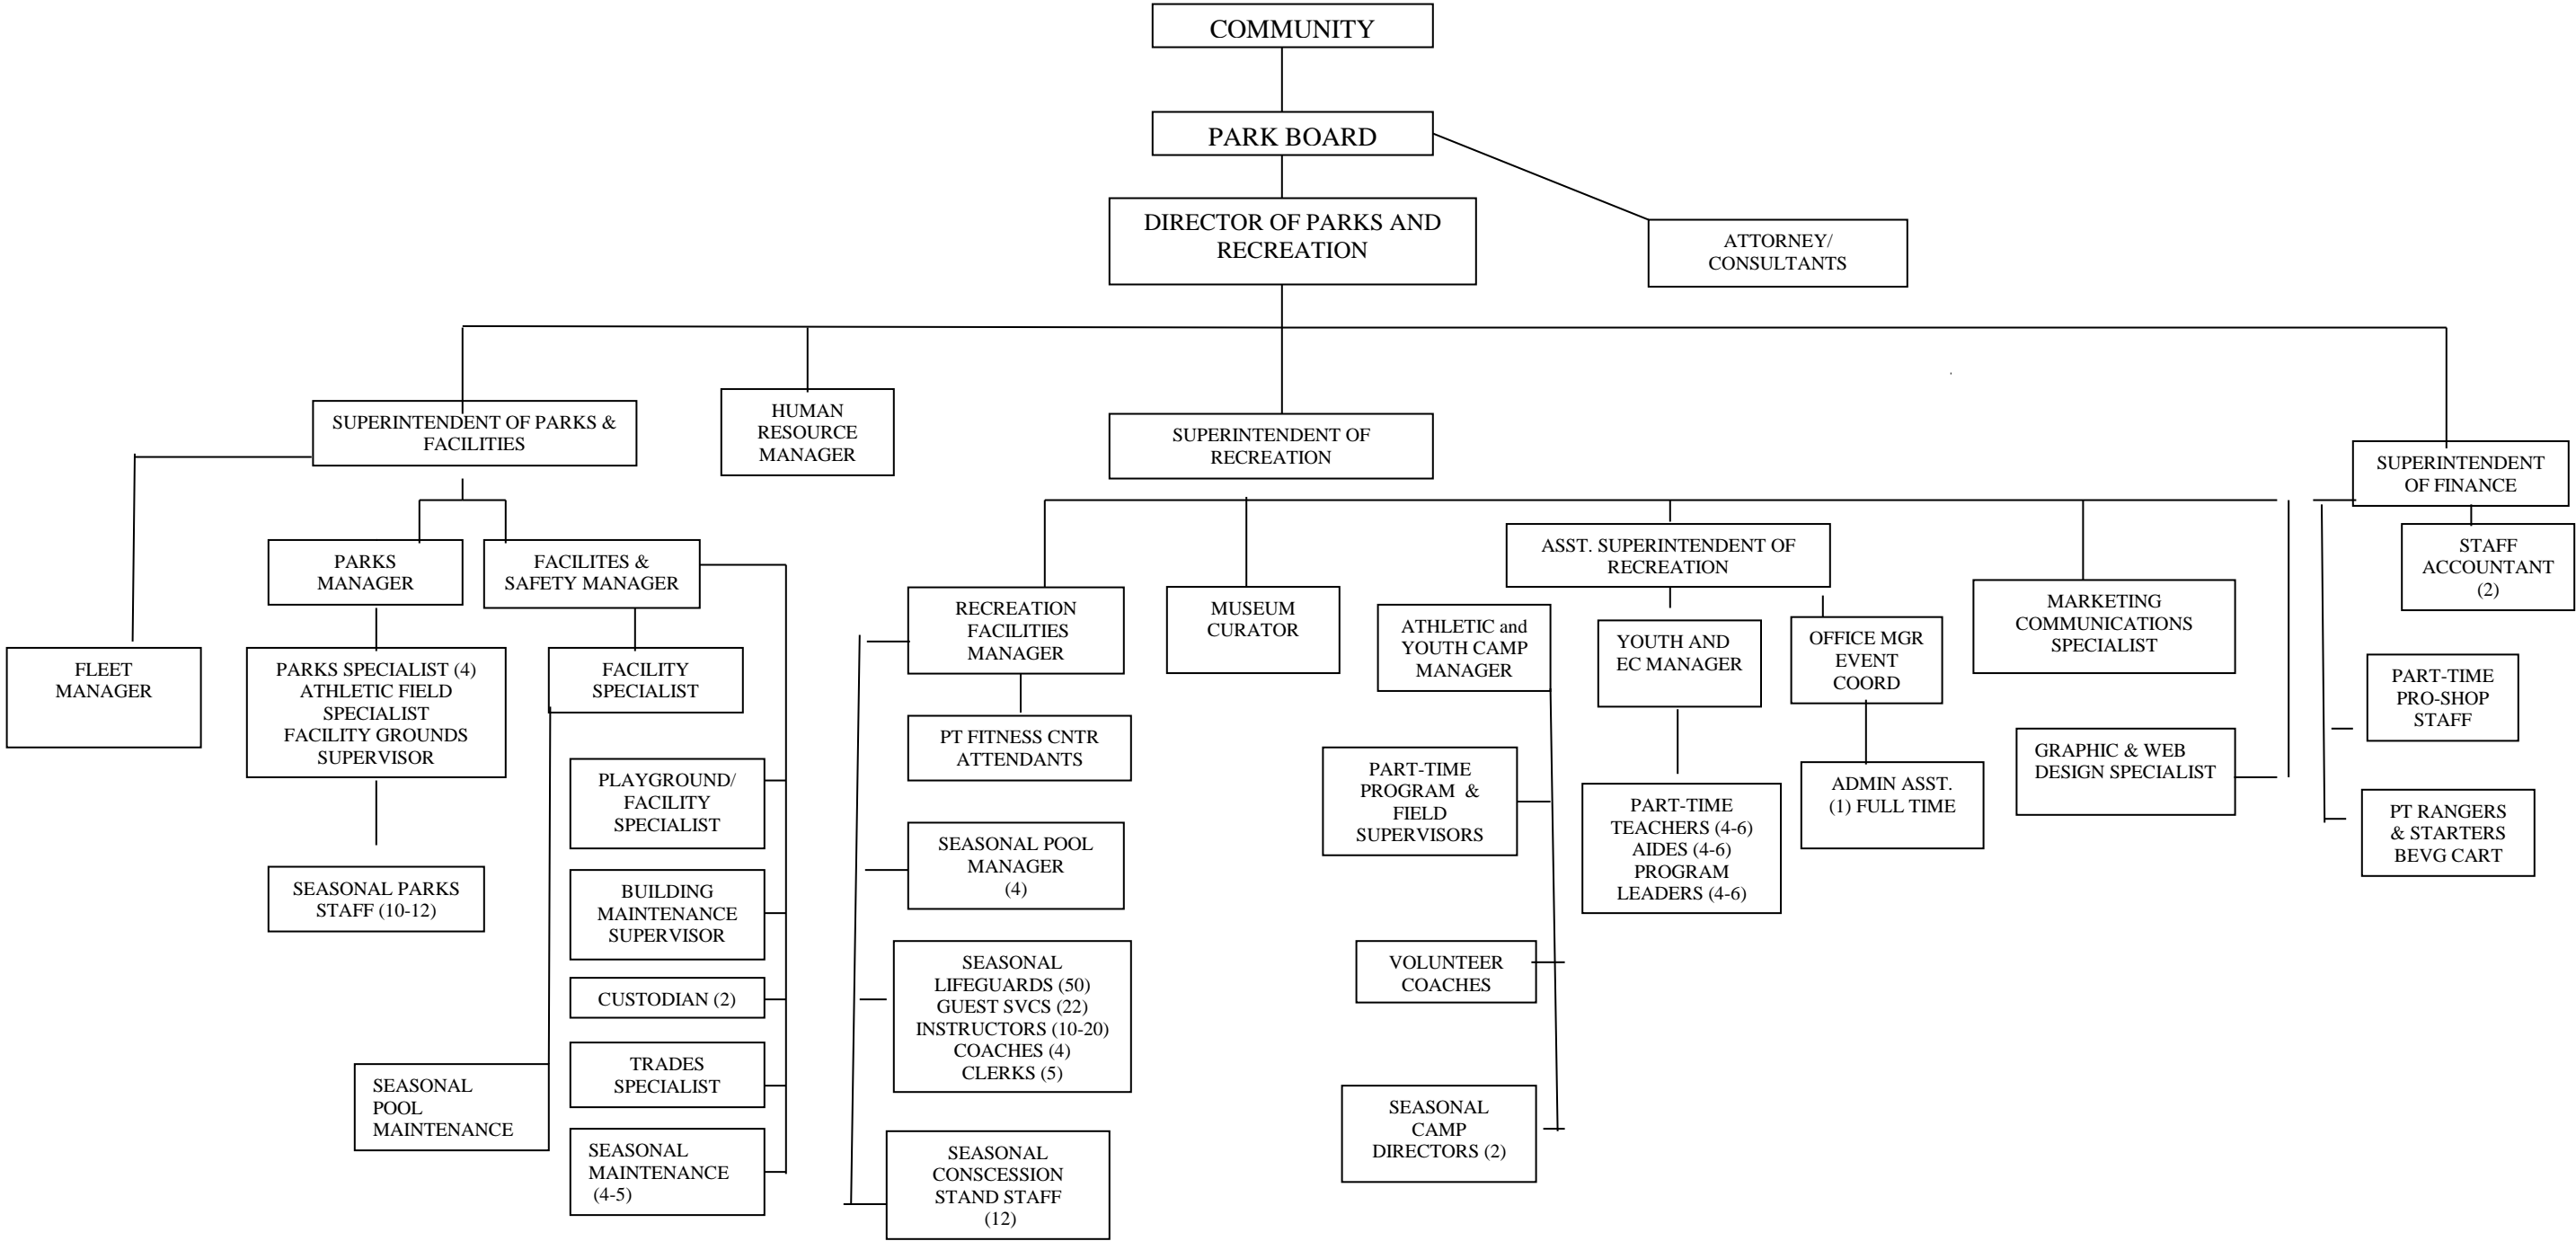 COMMUNITY
PARK BOARD
DIRECTOR OF PARKS AND
RECREATION
ATTORNEY/
CONSULTANTS
SUPERINTENDENT OF PARKS &
FACILITIES
HUMAN
RESOURCE
MANAGER
SUPERINTENDENT OF
RECREATION
SUPERINTENDENT
OF FINANCE
PARKS
MANAGER
FACILITES &
SAFETY MANAGER
ASST. SUPERINTENDENT OF
RECREATION
STAFF
ACCOUNTANT
(2)
FLEET
MANAGER
PARKS SPECIALIST (4)
ATHLETIC FIELD
SPECIALIST
FACILITY GROUNDS
SUPERVISOR
FACILITY
SPECIALIST
RECREATION
FACILITIES
MANAGER
MUSEUM
CURATOR
ATHLETIC and
YOUTH CAMP
MANAGER
YOUTH AND
EC MANAGER
OFFICE MGR
EVENT
COORD
MARKETING
COMMUNICATIONS
SPECIALIST
PART-TIME
PRO-SHOP
STAFF
PT FITNESS CNTR
ATTENDANTS
PLAYGROUND/
FACILITY
SPECIALIST
PART-TIME
PROGRAM & 
FIELD
SUPERVISORS
PART-TIME
TEACHERS (4-6)
AIDES (4-6)
PROGRAM
LEADERS (4-6)
ADMIN ASST.
(1) FULL TIME
GRAPHIC & WEB
DESIGN SPECIALIST
PT RANGERS
& STARTERS
BEVG CART
SEASONAL PARKS
STAFF (10-12)
BUILDING
MAINTENANCE
SUPERVISOR
SEASONAL POOL
MANAGER
(4)
CUSTODIAN (2)
SEASONAL
LIFEGUARDS (50)
GUEST SVCS (22)
INSTRUCTORS (10-20)
COACHES (4)
CLERKS (5)
VOLUNTEER
COACHES
SEASONAL
POOL
MAINTENANCE
TRADES
SPECIALIST
SEASONAL
MAINTENANCE
(4-5)
SEASONAL
CONSCESSION
STAND STAFF
(12)
SEASONAL
CAMP
DIRECTORS (2)